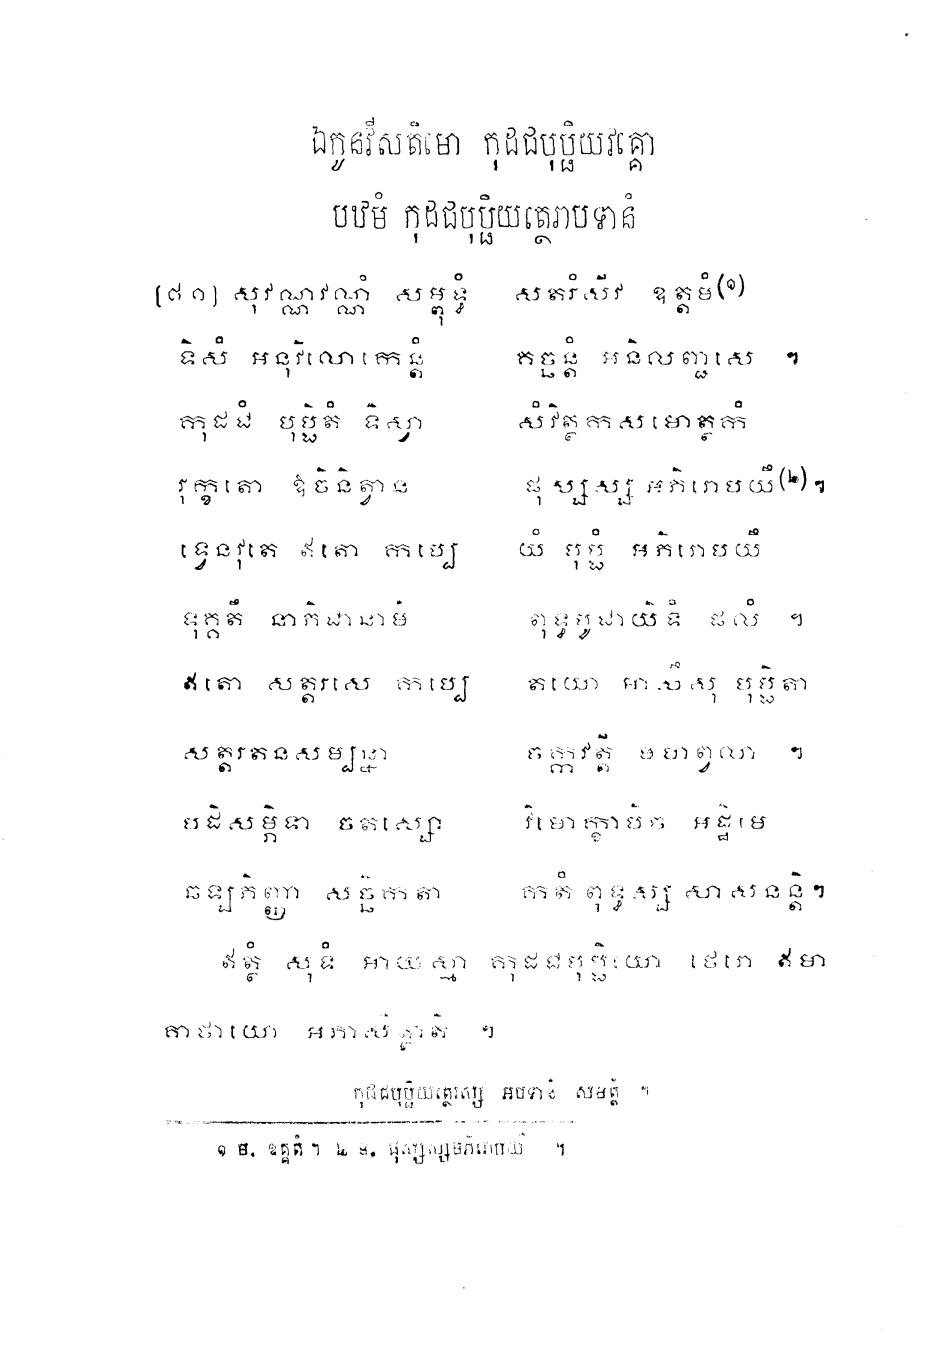 ឯកូនវីសតិមោ កុដជបុប្ផិយវគ្គោ
បឋមំ កុដជបុប្ផិយត្ថេរាបទានំ
[៨១] សុវណ្ណវណ្ណំ សម្ពុទ្ធំ សតរំសីវ ឧត្តមំ(១)
ទិសំ អនុវិលោកេន្តំ គច្ឆន្តំ អនិលញ្ជសេ ។
កុដជំ បុប្ផិតំ ទិស្វា សំវិត្ថកសមោត្ថកំ
រុក្ខតោ ឱចិនិត្វាន ផុស្សស្ស អភិរោបយឹ(២)។
ទ្វេនវុតេ ឥតោ កប្បេ យំ បុប្ផំ អភិរោបយឹ
ទុគ្គតឹ នាភិជានាមិ ពុទ្ធបូជាយិទំ ផលំ ។
ឥតោ សត្តរសេ កប្បេ តយោ អាសឹសុ បុប្ផិតា
សត្តរតនសម្បន្នា ចក្កវត្តី មហាព្វលា ។
បដិសម្ភិទា ចតស្សោ វិមោក្ខាបិច អដ្ឋិមេ
ឆឡភិញ្ញា សច្ឆិកតា កតំ ពុទ្ធស្ស សាសនន្តិ។
ឥត្ថំ សុទំ អាយស្មា កុដជបុប្ផិយោ ថេរោ ឥមា
គាថាយោ អភាសិត្ថាតិ ។
កុដជបុប្ផិយត្ថេរស្ស អបទានំ សមត្តំ ។
១ ម. ឧគ្គតំ។ ២ ម. ផុស្សស្សមភិរោបយឹ ។